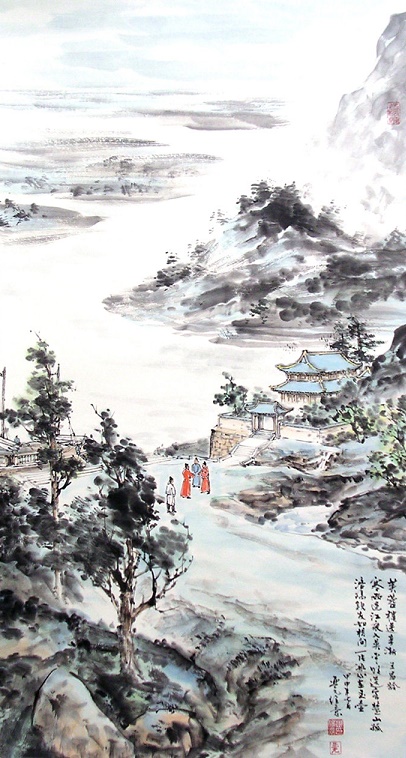 芙蓉樓送辛漸 王昌齡
寒雨連江夜入吳平明送客楚山孤
洛陽親友如相問一片冰心在玉壺